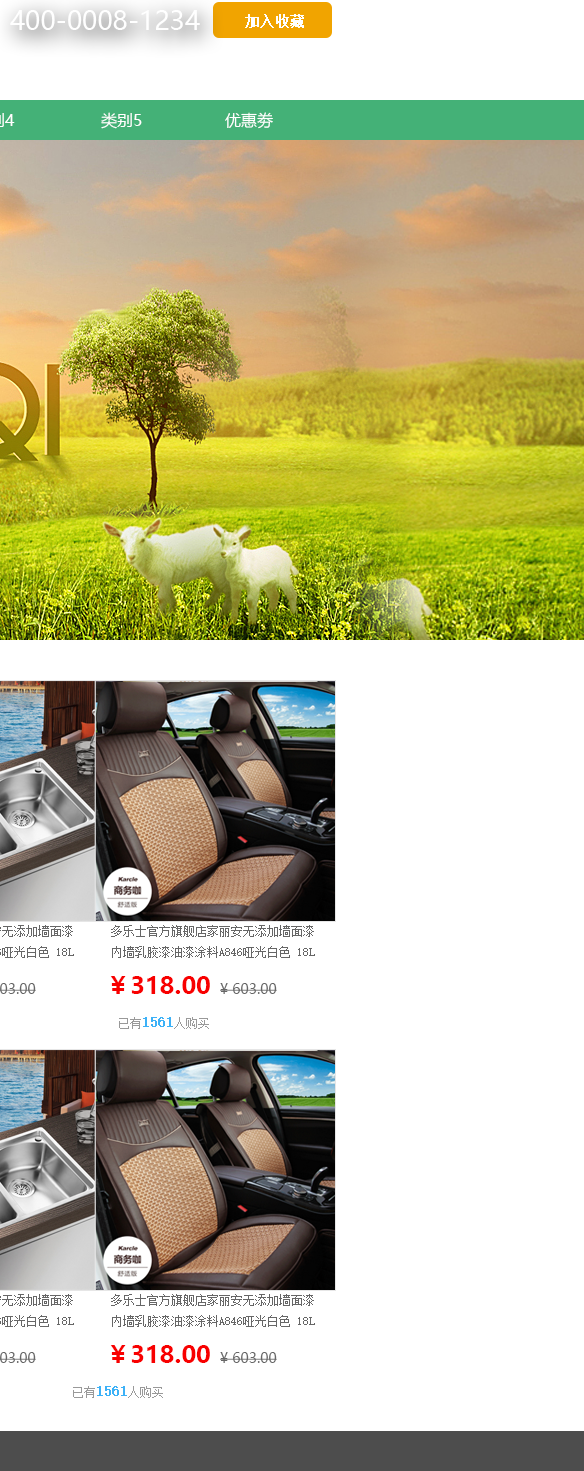 400-0008-1234
加入收藏
别4 类别5 优惠劵
QI
无添加墙面漆
哑光白色 18L
03.00
多乐士官方旗舰店家丽安无添加墙面漆
内墙乳胶漆油漆涂料A846哑光白色 18L
¥ 318.00 ¥ 603.00
已有1561人购买
Karcle
商务咖
舒适版
无添加墙面漆
哑光白色 18L
03.00
多乐士官方旗舰店家丽安无添加墙面漆
内墙乳胶漆油漆涂料A846哑光白色 18L
¥ 318.00 ¥ 603.00
已有1561人购买
Karcle
商务咖
舒适版